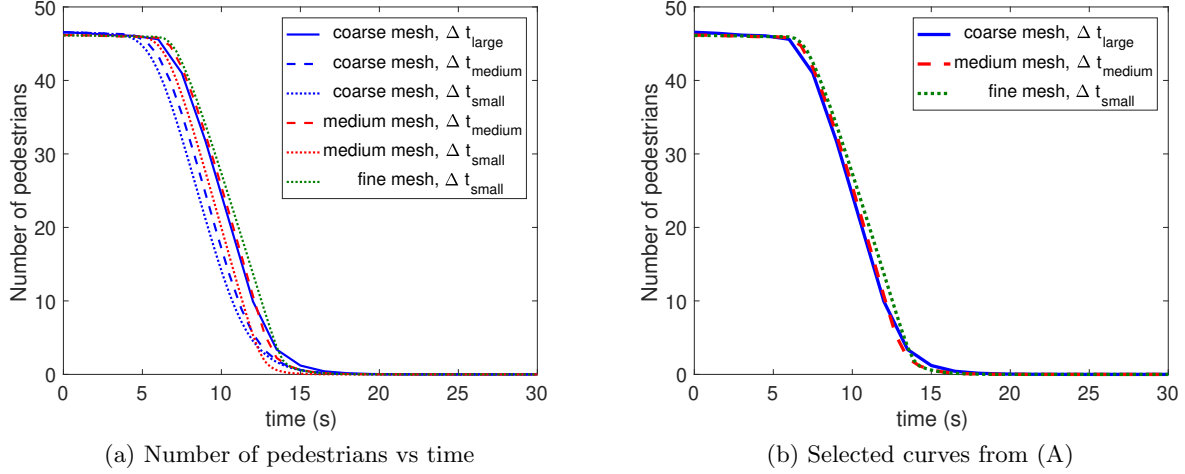 50
40
30
20
10
0
0 5 10 15 20 25 30
Number of pedestrians
time (s)
coarse mesh, Δ t_large
coarse mesh, Δ t_medium
coarse mesh, Δ t_small
medium mesh, Δ t_medium
medium mesh, Δ t_small
fine mesh, Δ t_small
(a) Number of pedestrians vs time
50
40
30
20
10
0
0 5 10 15 20 25 30
Number of pedestrians
time (s)
coarse mesh, Δ t_large
medium mesh, Δ t_medium
fine mesh, Δ t_small
(b) Selected curves from (A)